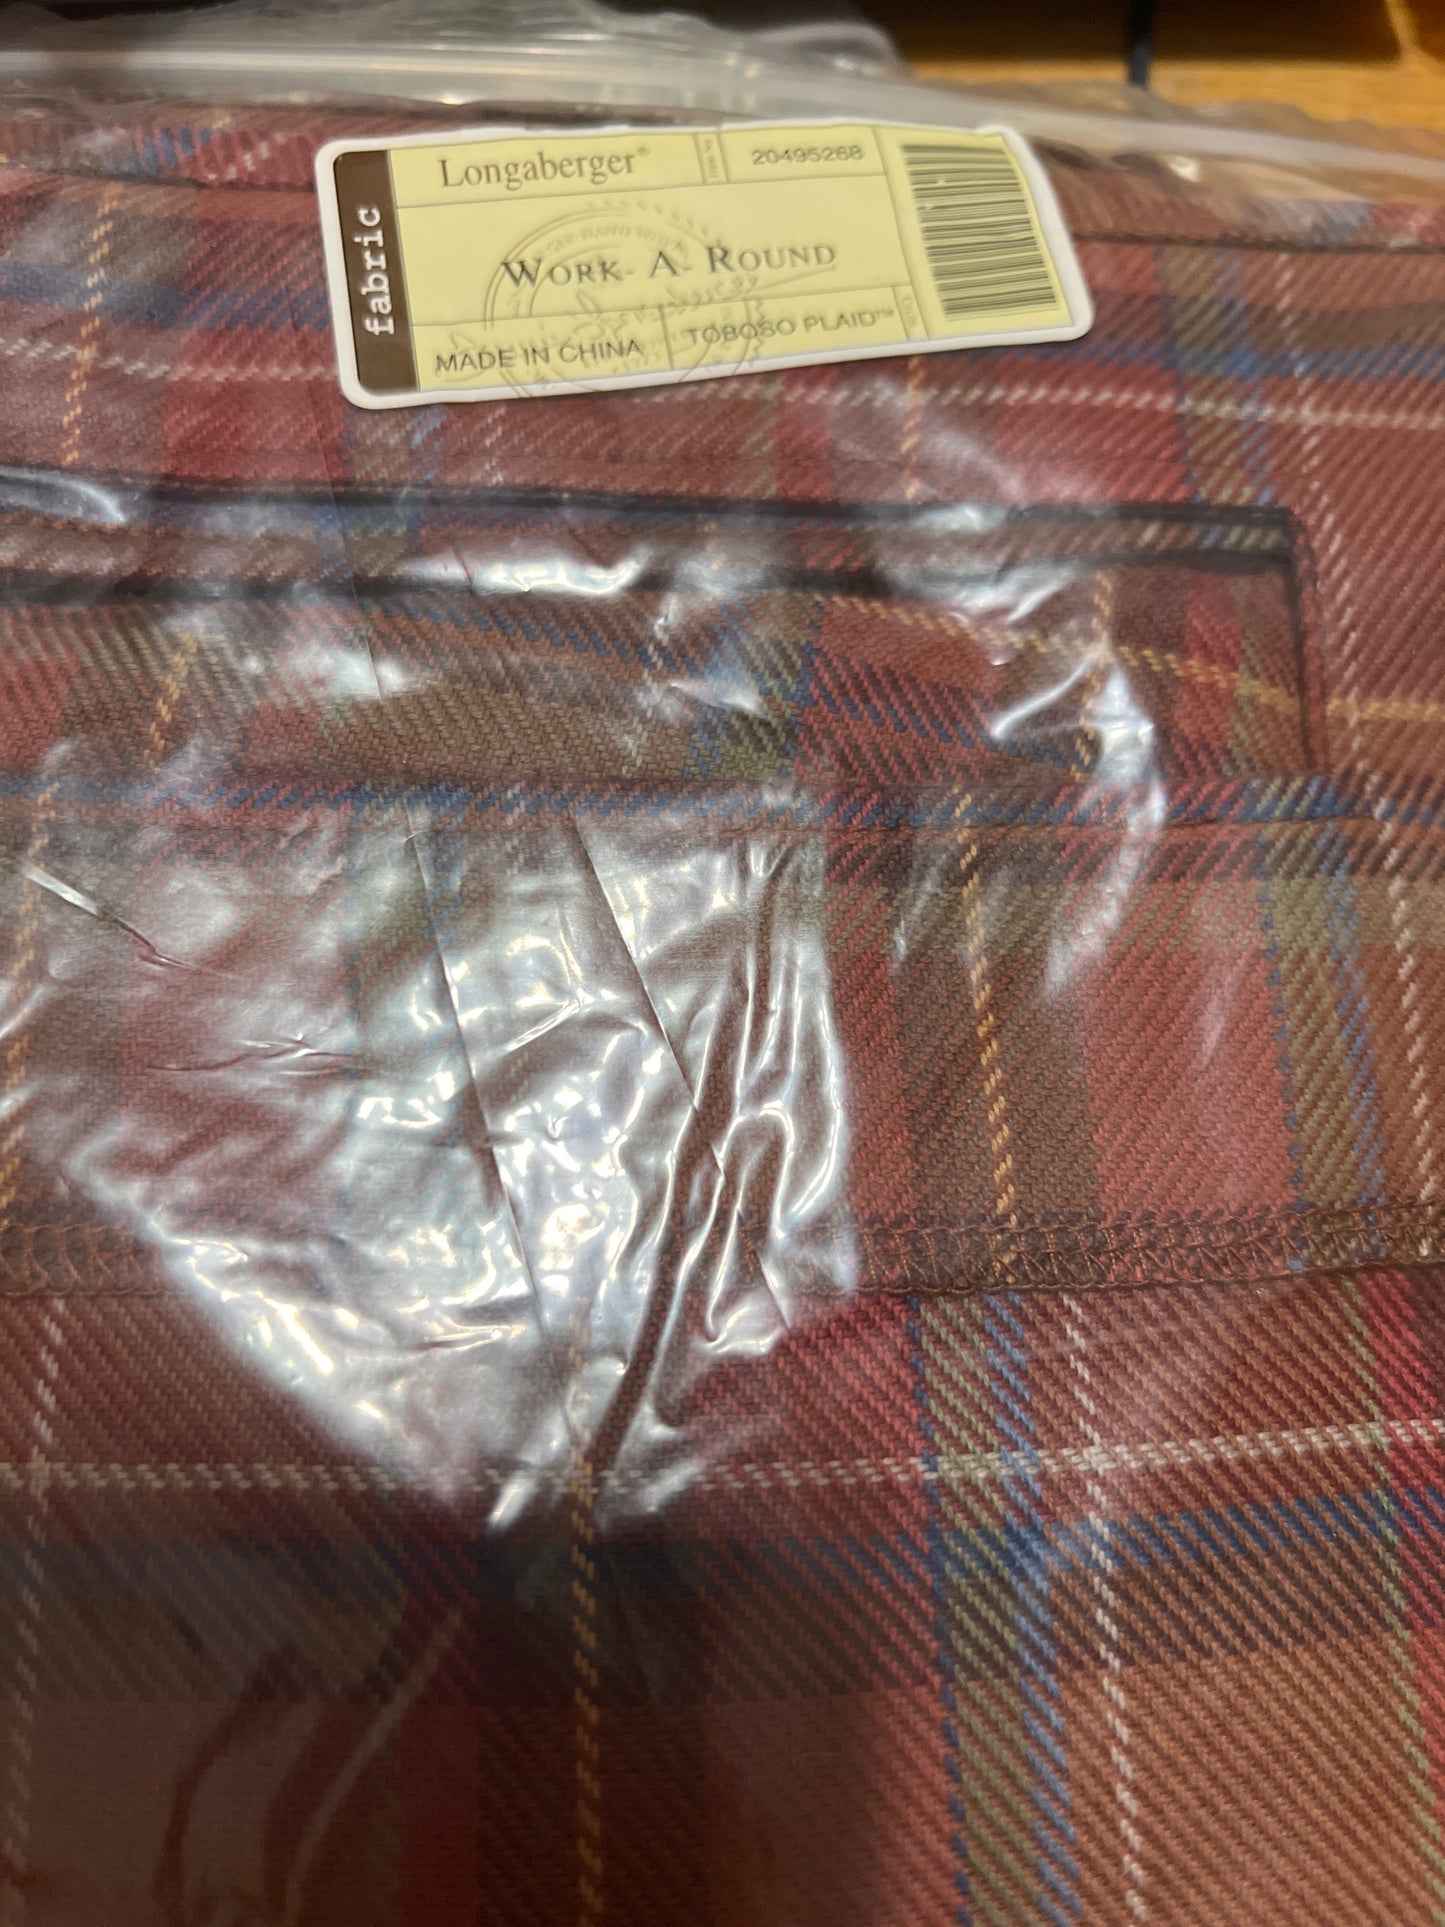 Longaberger®
20495268
fabric
WORK-A-ROUND
MADE IN CHINA
TOBOSO PLAID™